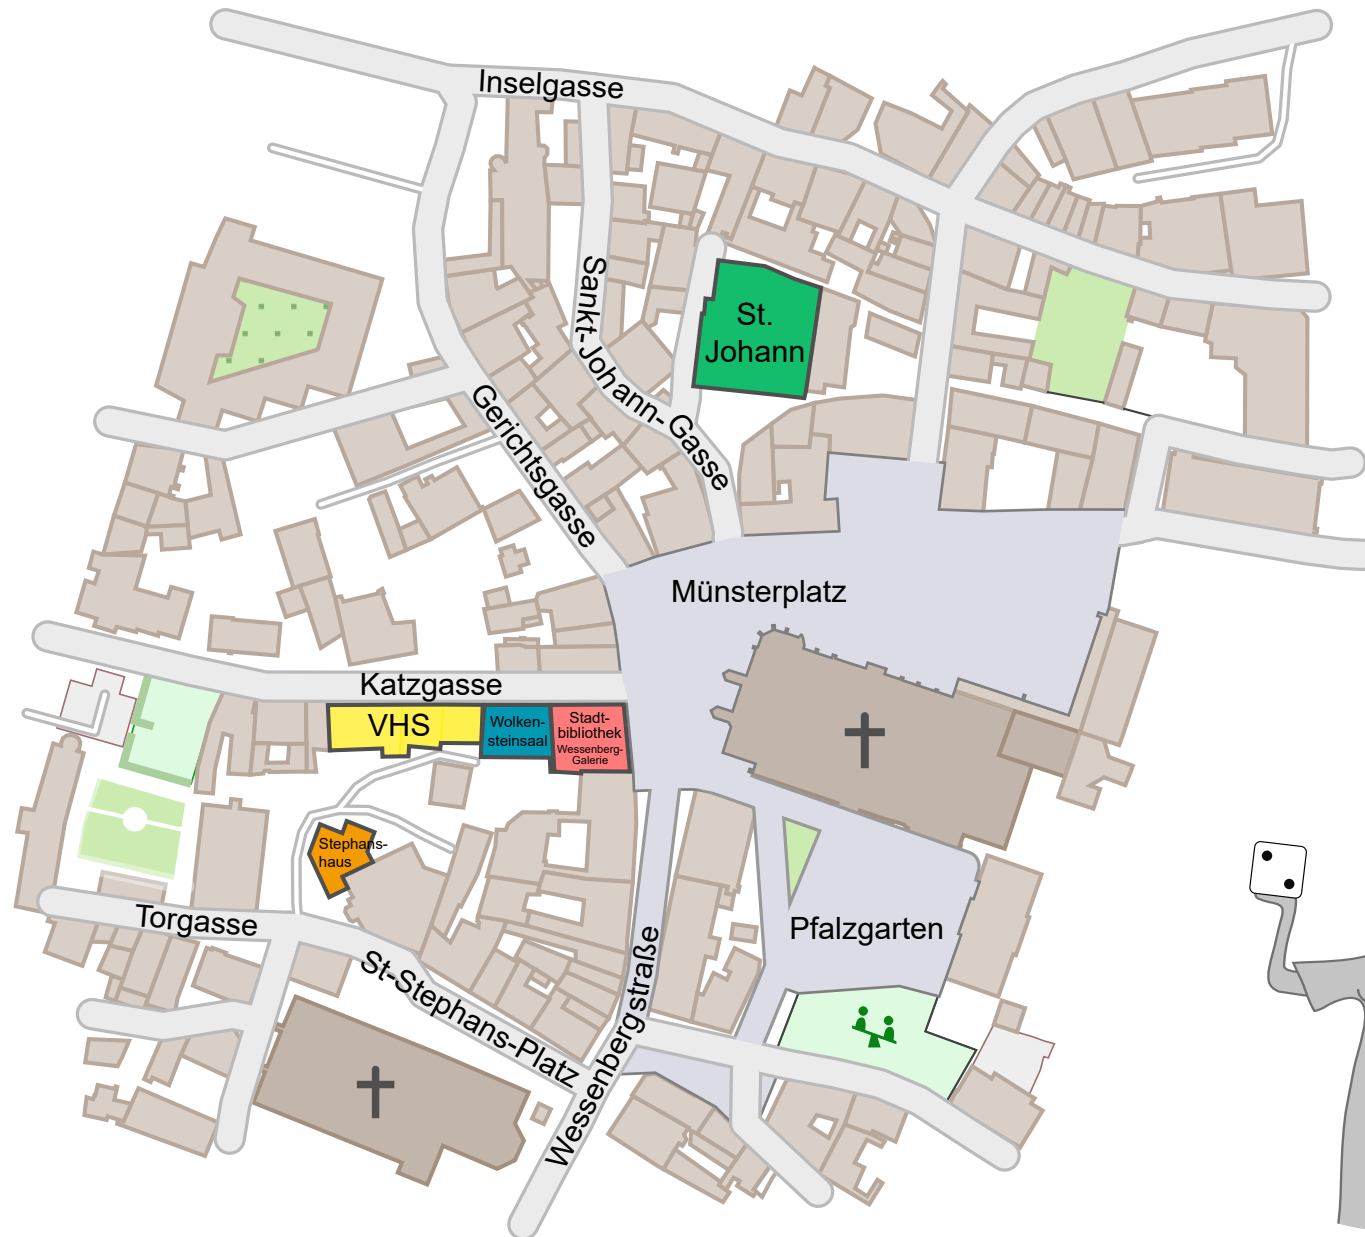 Inselgasse
Sankt-Johann-Gasse
St.
Johann
Gerichtsgasse
Münsterplatz
Katzgasse
VHS
Wolken-
steinsaal
Stadt-
bibliothek
Wessenberg-
Galerie
Stephans-
haus
Torgasse
St-Stephans-Platz
Wessenbergstraße
Pfalzgarten